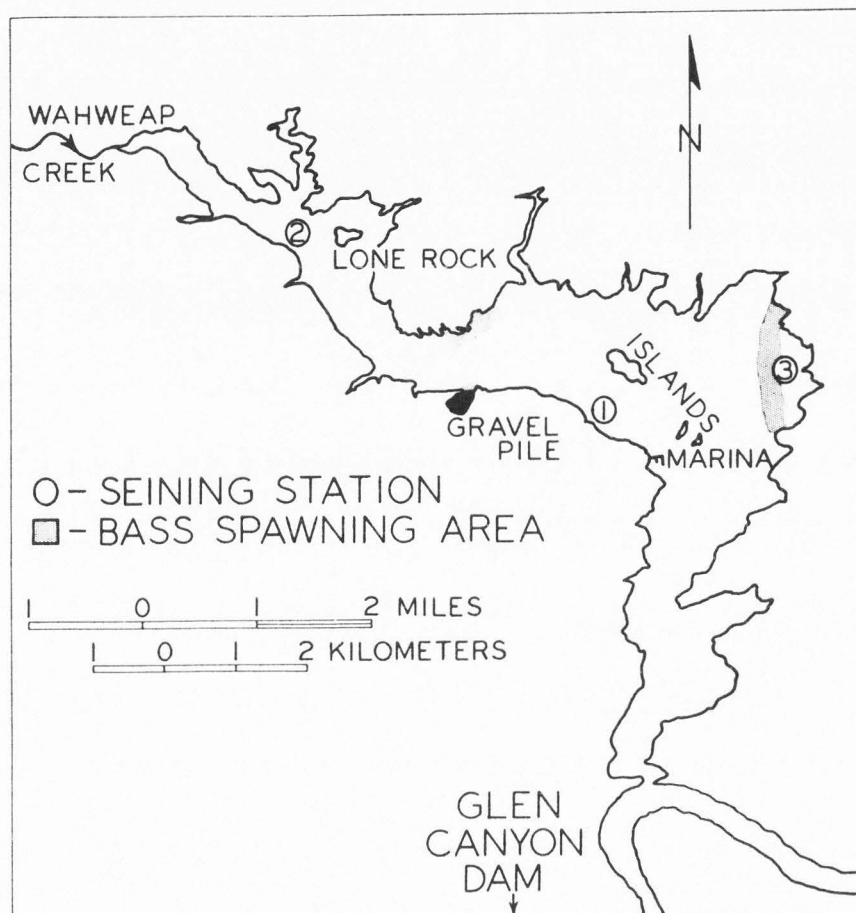 WAHWEAP
CREEK
N
2
LONE ROCK
ISLANDS
3
1
GRAVEL
PILE
MARINA
O – SEINING STATION
– BASS SPAWNING AREA
1 0 1 2 MILES
1 0 1 2 KILOMETERS
GLEN
CANYON
DAM